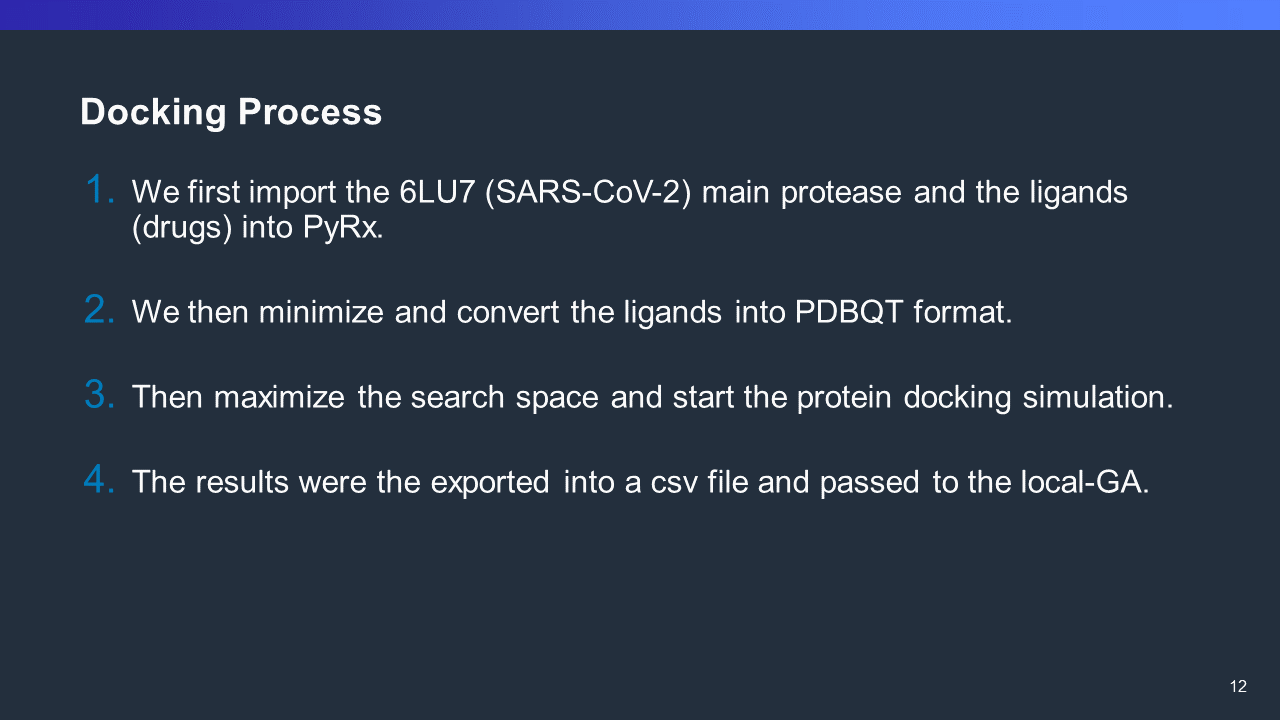 Docking Process
1. We first import the 6LU7 (SARS-CoV-2) main protease and the ligands
(drugs) into PyRx.
2. We then minimize and convert the ligands into PDBQT format.
3. Then maximize the search space and start the protein docking simulation.
4. The results were the exported into a csv file and passed to the local-GA.
12